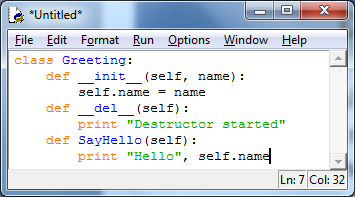 *Untitled*
File Edit Format Run Options Window Help
class Greeting:
    def __init__(self, name):
        self.name = name
    def __del__(self):
        print "Destructor started"
    def SayHello(self):
        print "Hello", self.name
Ln: 7 Col: 32